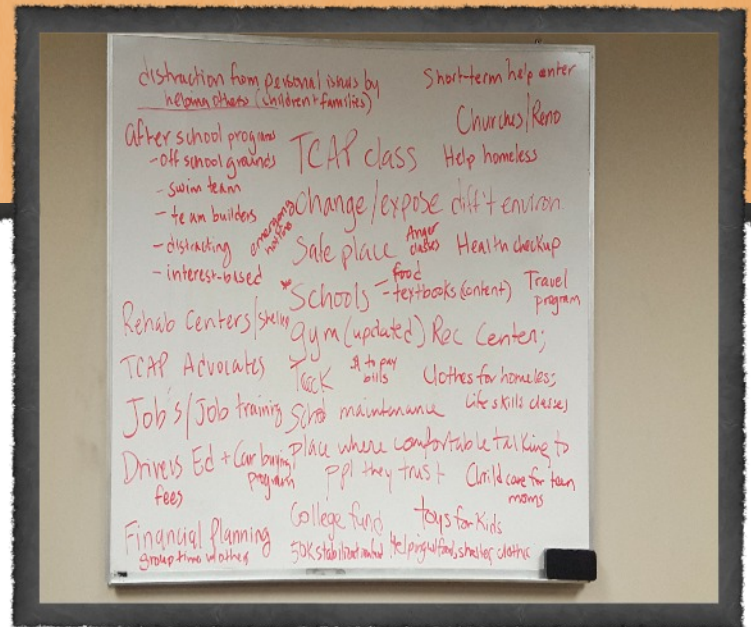 distraction from personal issues by
helping others (children + families)
After school programs
- off school grounds
- swim team
- team builders
- distracting
- interest-based
Rehab Centers/shelter
TCAP Advocates
Job's/Job training
Drivers Ed + Car buying
fees program
Financial Planning
group time w other
TCAP class
Change/expose diff't environ.
emergency hotline
Safe place
Anger classes
* Schools - food
- textbooks (content)
Gym (updated) Rec Center;
$ to pay
bills
School maintenance
place where comfortable talking to
ppl they trust
College fund
50K stabilization fund
Short-term help center
Churches/Reno
Help homeless
Health checkup
Travel
program
Clothes for homeless;
Life skills classes
Child care for teen
moms
toys for kids
Helping w/food, shelter, clothes